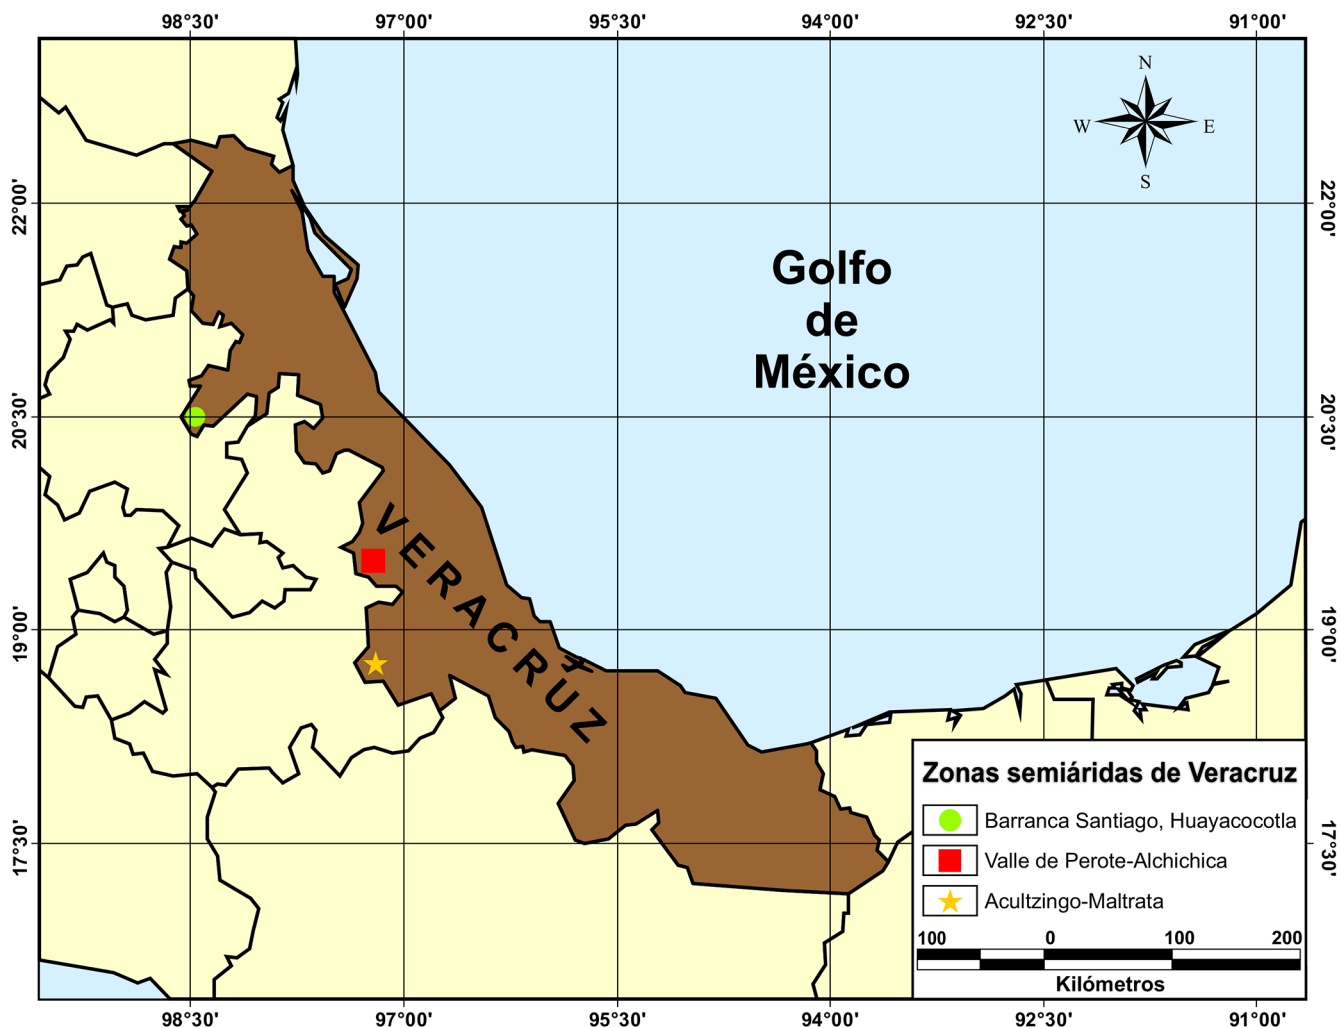 98°30' 97°00' 95°30' 94°00' 92°30' 91°00'
N
W E
S
22°00' 22°00'
Golfo
de
México
20°30' 20°30'
VERACRUZ
19°00' 19°00'
Zonas semiáridas de Veracruz
Barranca Santiago, Huayacocotla
17°30' 17°30'
Valle de Perote-Alchichica
Acultzingo-Maltrata
100 0 100 200
Kilómetros
98°30' 97°00' 95°30' 94°00' 92°30' 91°00'